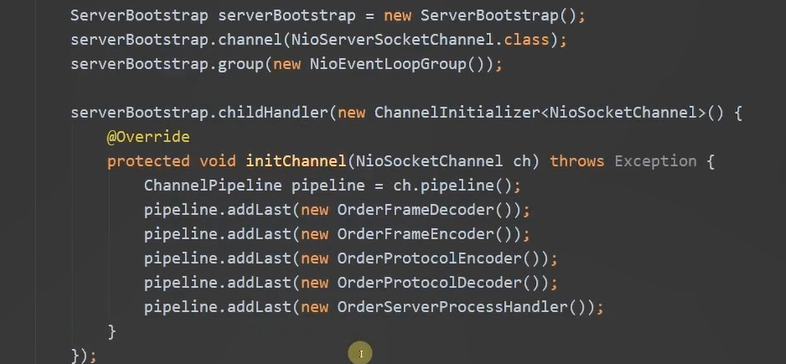 ServerBootstrap serverBootstrap = new ServerBootstrap();
serverBootstrap.channel(NioServerSocketChannel.class);
serverBootstrap.group(new NioEventLoopGroup());
serverBootstrap.childHandler(new ChannelInitializer<NioSocketChannel>() {
@Override
protected void initChannel(NioSocketChannel ch) throws Exception {
ChannelPipeline pipeline = ch.pipeline();
pipeline.addLast(new OrderFrameDecoder());
pipeline.addLast(new OrderFrameEncoder());
pipeline.addLast(new OrderProtocolEncoder());
pipeline.addLast(new OrderProtocolDecoder());
pipeline.addLast(new OrderServerProcessHandler());
}
});